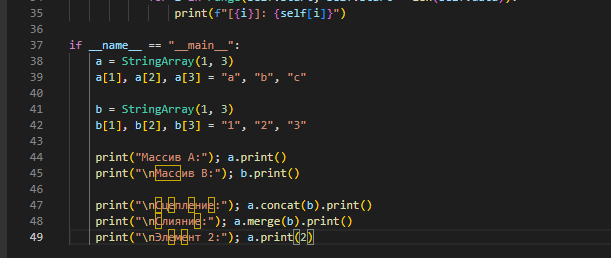 35 print(f"[{i}]: {self[i]}")
36
37 if __name__ == "__main__":
38 a = StringArray(1, 3)
39 a[1], a[2], a[3] = "a", "b", "c"
40
41 b = StringArray(1, 3)
42 b[1], b[2], b[3] = "1", "2", "3"
43
44 print("Массив A:"); a.print()
45 print("\nМассив B:"); b.print()
46
47 print("\nСцепление:"); a.concat(b).print()
48 print("\nСлияние:"); a.merge(b).print()
49 print("\nЭлемент 2:"); a.print(2)